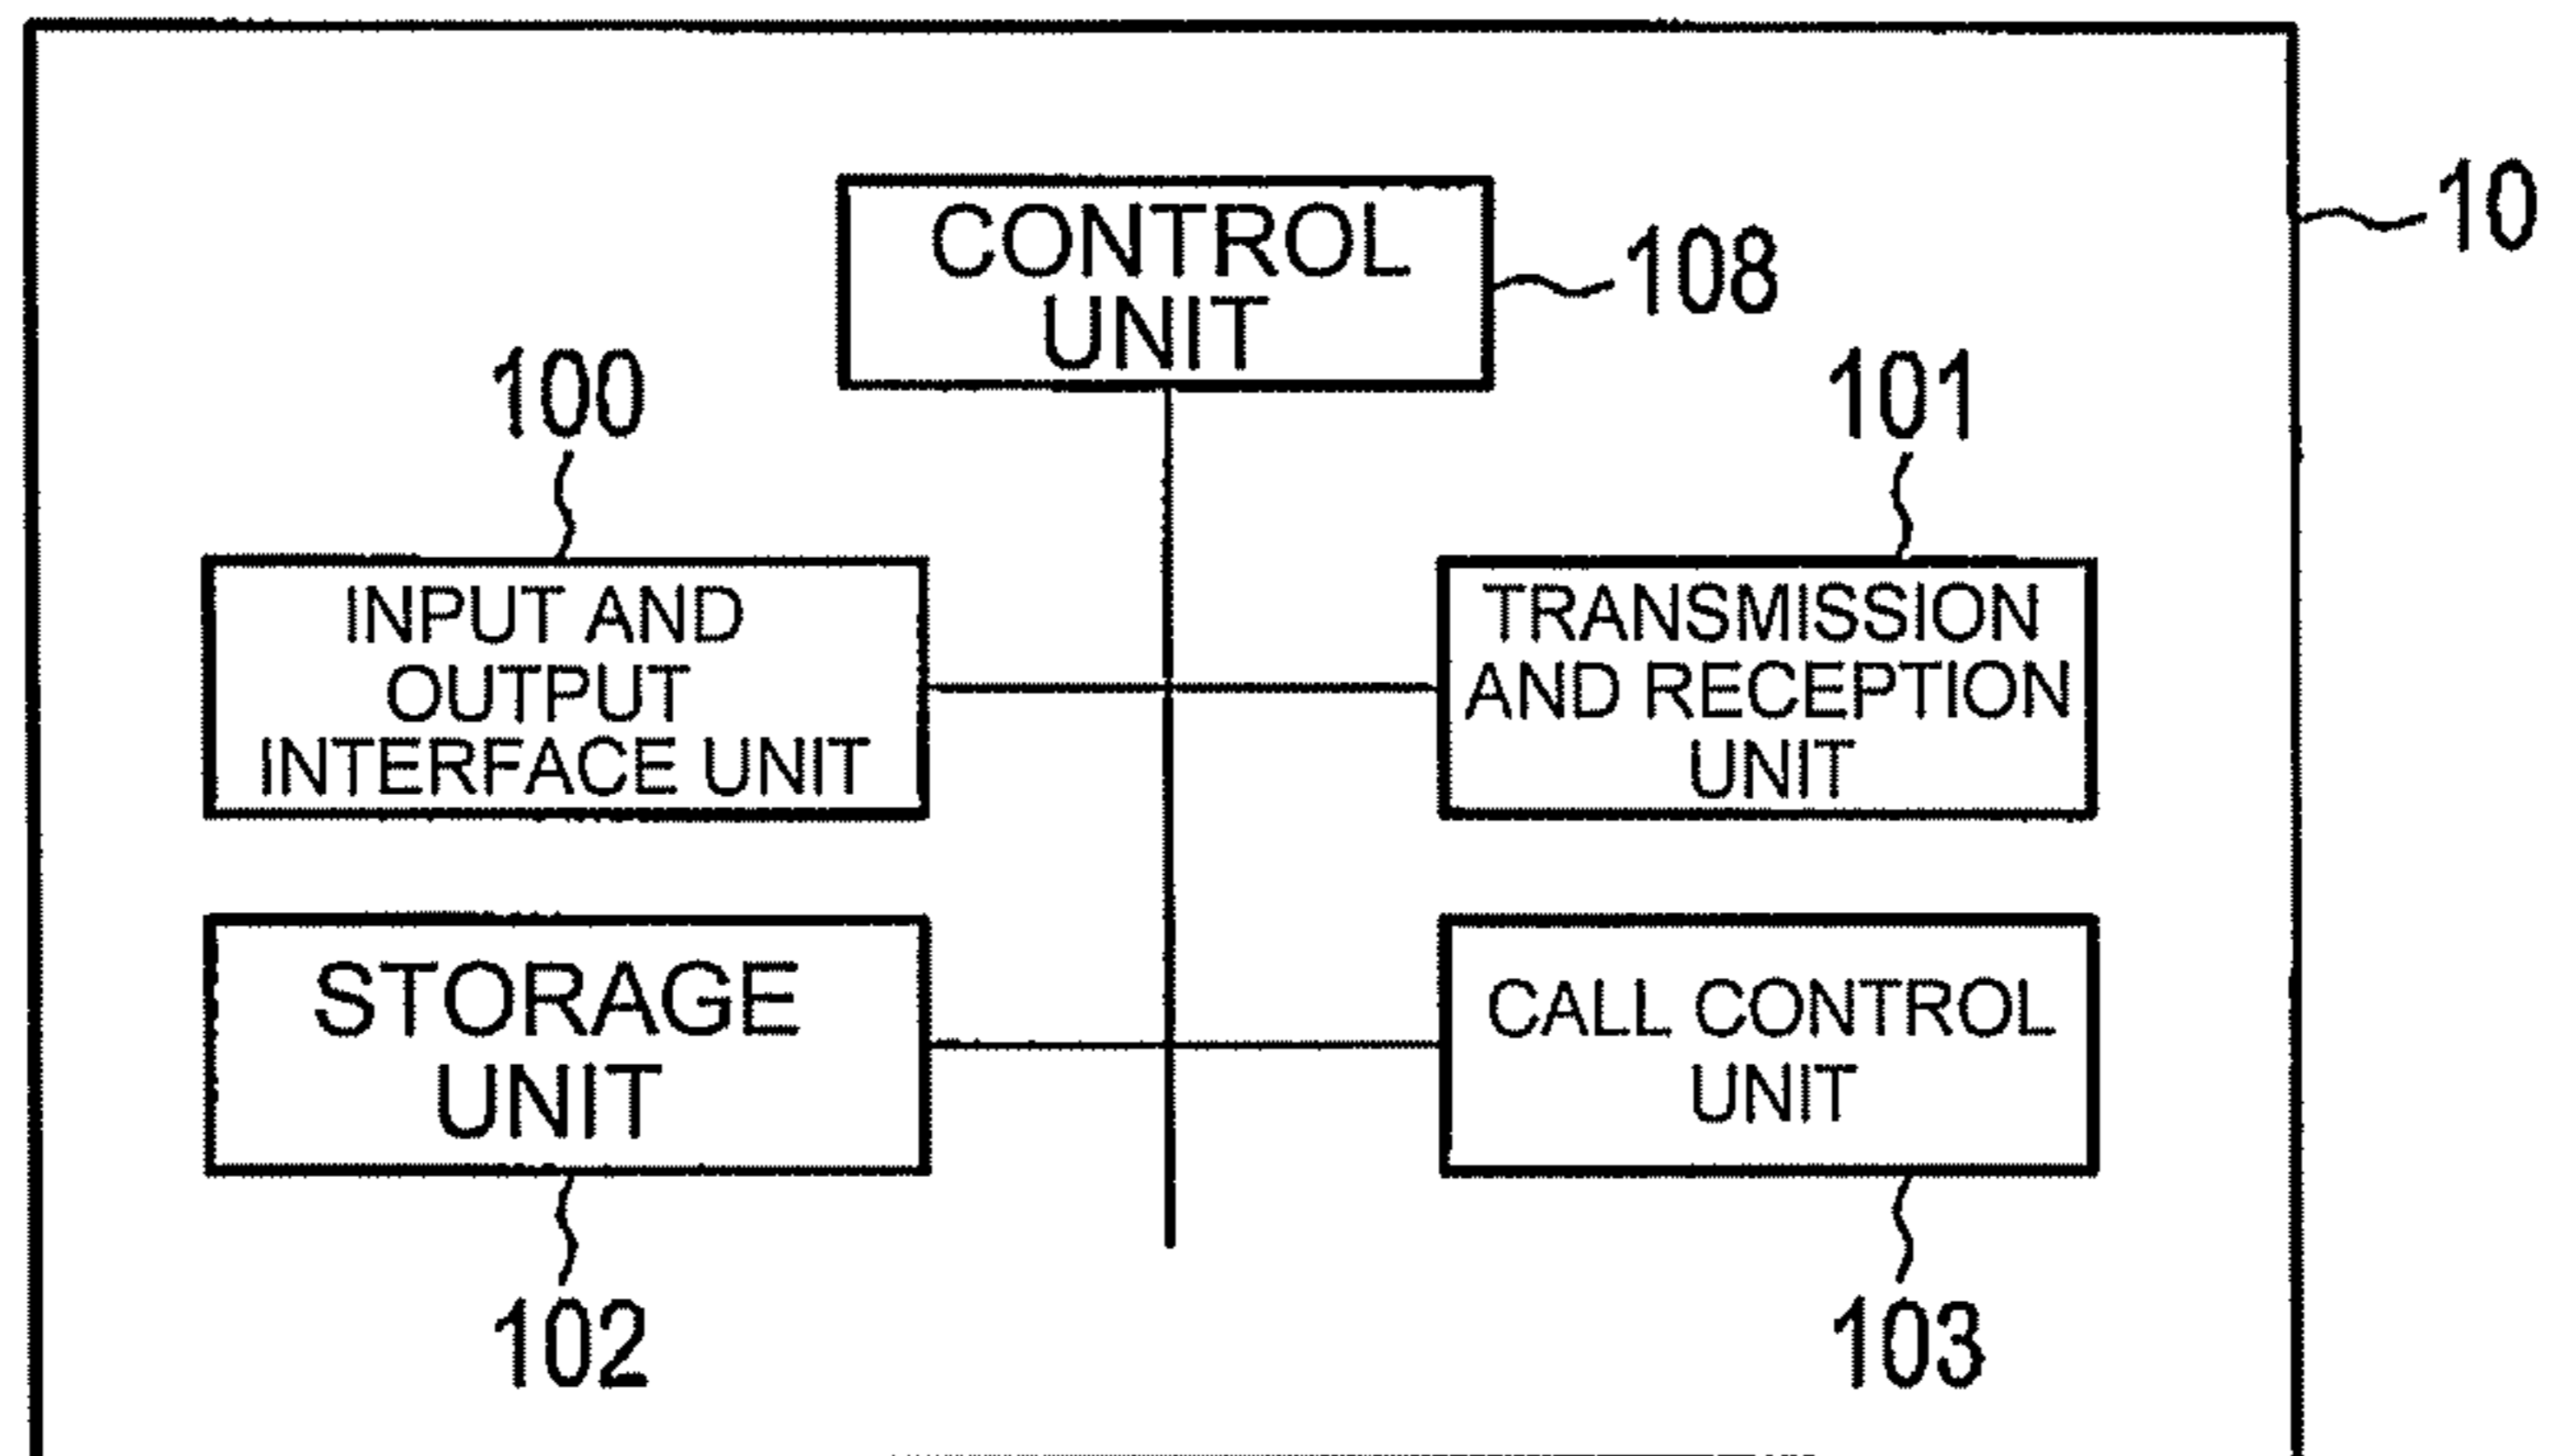 10
CONTROL
UNIT
108
100
101
INPUT AND
OUTPUT
INTERFACE UNIT
TRANSMISSION
AND RECEPTION
UNIT
STORAGE
UNIT
CALL CONTROL
UNIT
102
103